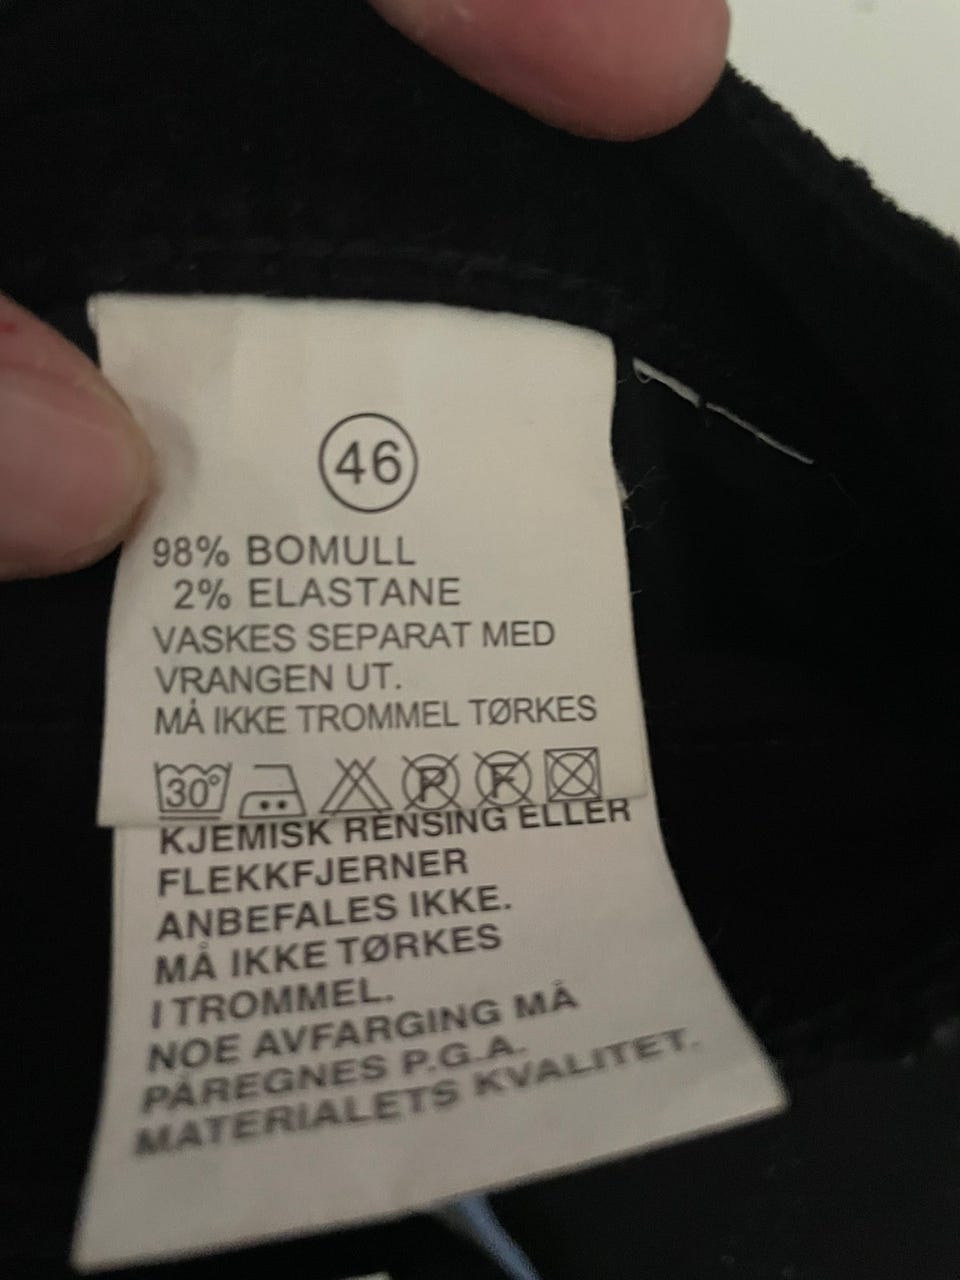 46
98% BOMULL
2% ELASTANE
VASKES SEPARAT MED
VRANGEN UT.
MÅ IKKE TROMMEL TØRKES
30° P F
KJEMISK RENSING ELLER
FLEKKFJERNER
ANBEFALES IKKE.
MÅ IKKE TØRKES
I TROMMEL.
NOE AVFARGING MÅ
PÅREGNES P.G.A.
MATERIALETS KVALITET.